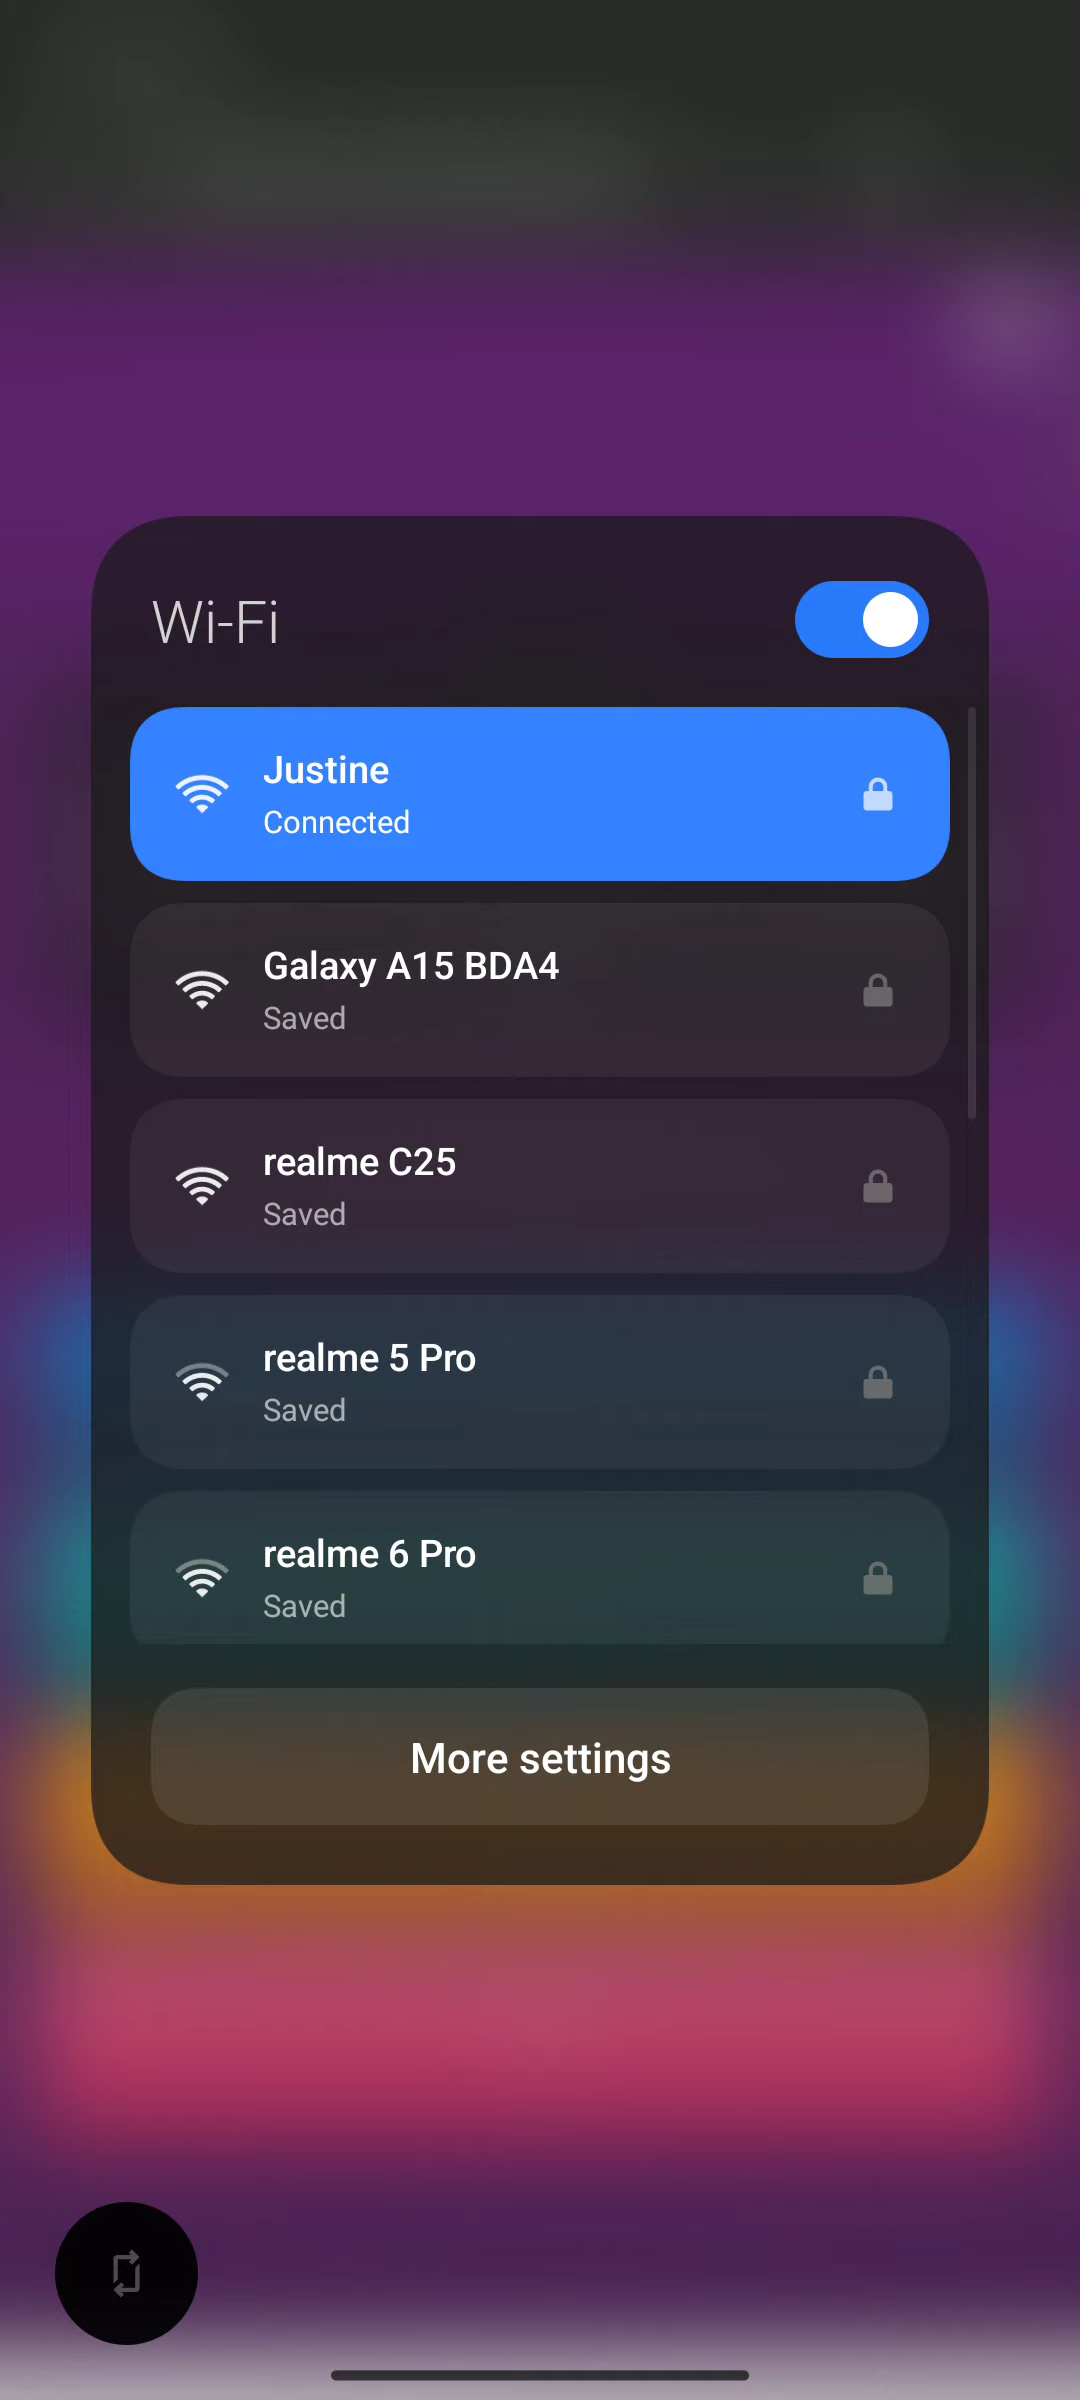 Wi-Fi
Justine
Connected
Galaxy A15 BDA4
Saved
realme C25
Saved
realme 5 Pro
Saved
realme 6 Pro
Saved
More settings